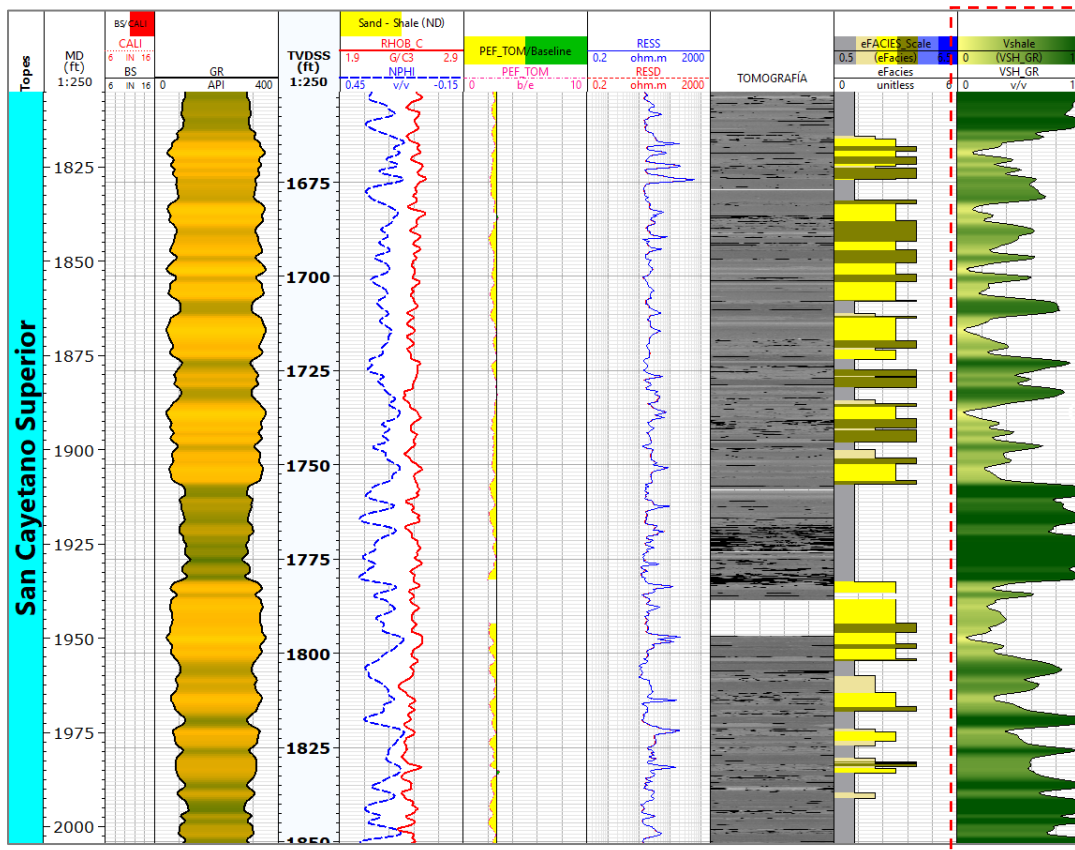 Topes
MD
(ft)
1:250
BS/CALI
CALI
6 IN 16
BS
6 IN 16
GR
0 API 400
TVDSS
(ft)
1:250
Sand - Shale (ND)
RHOB_C
1.9 G/C3 2.9
NPHI
0.45 v/v -0.15
PEF_TOM/Baseline
PEF_TOM
0 b/e 10
RESS
0.2 ohm.m 2000
RESD
0.2 ohm.m 2000
TOMOGRAFÍA
eFACIES_Scale
0.5 (eFacies)
eFacies
0 unitless 6
Vshale
0 (VSH_GR) 1
VSH_GR
0 v/v 1
San Cayetano Superior
1825
1850
1875
1900
1925
1950
1975
2000
1675
1700
1725
1750
1775
1800
1825
1850